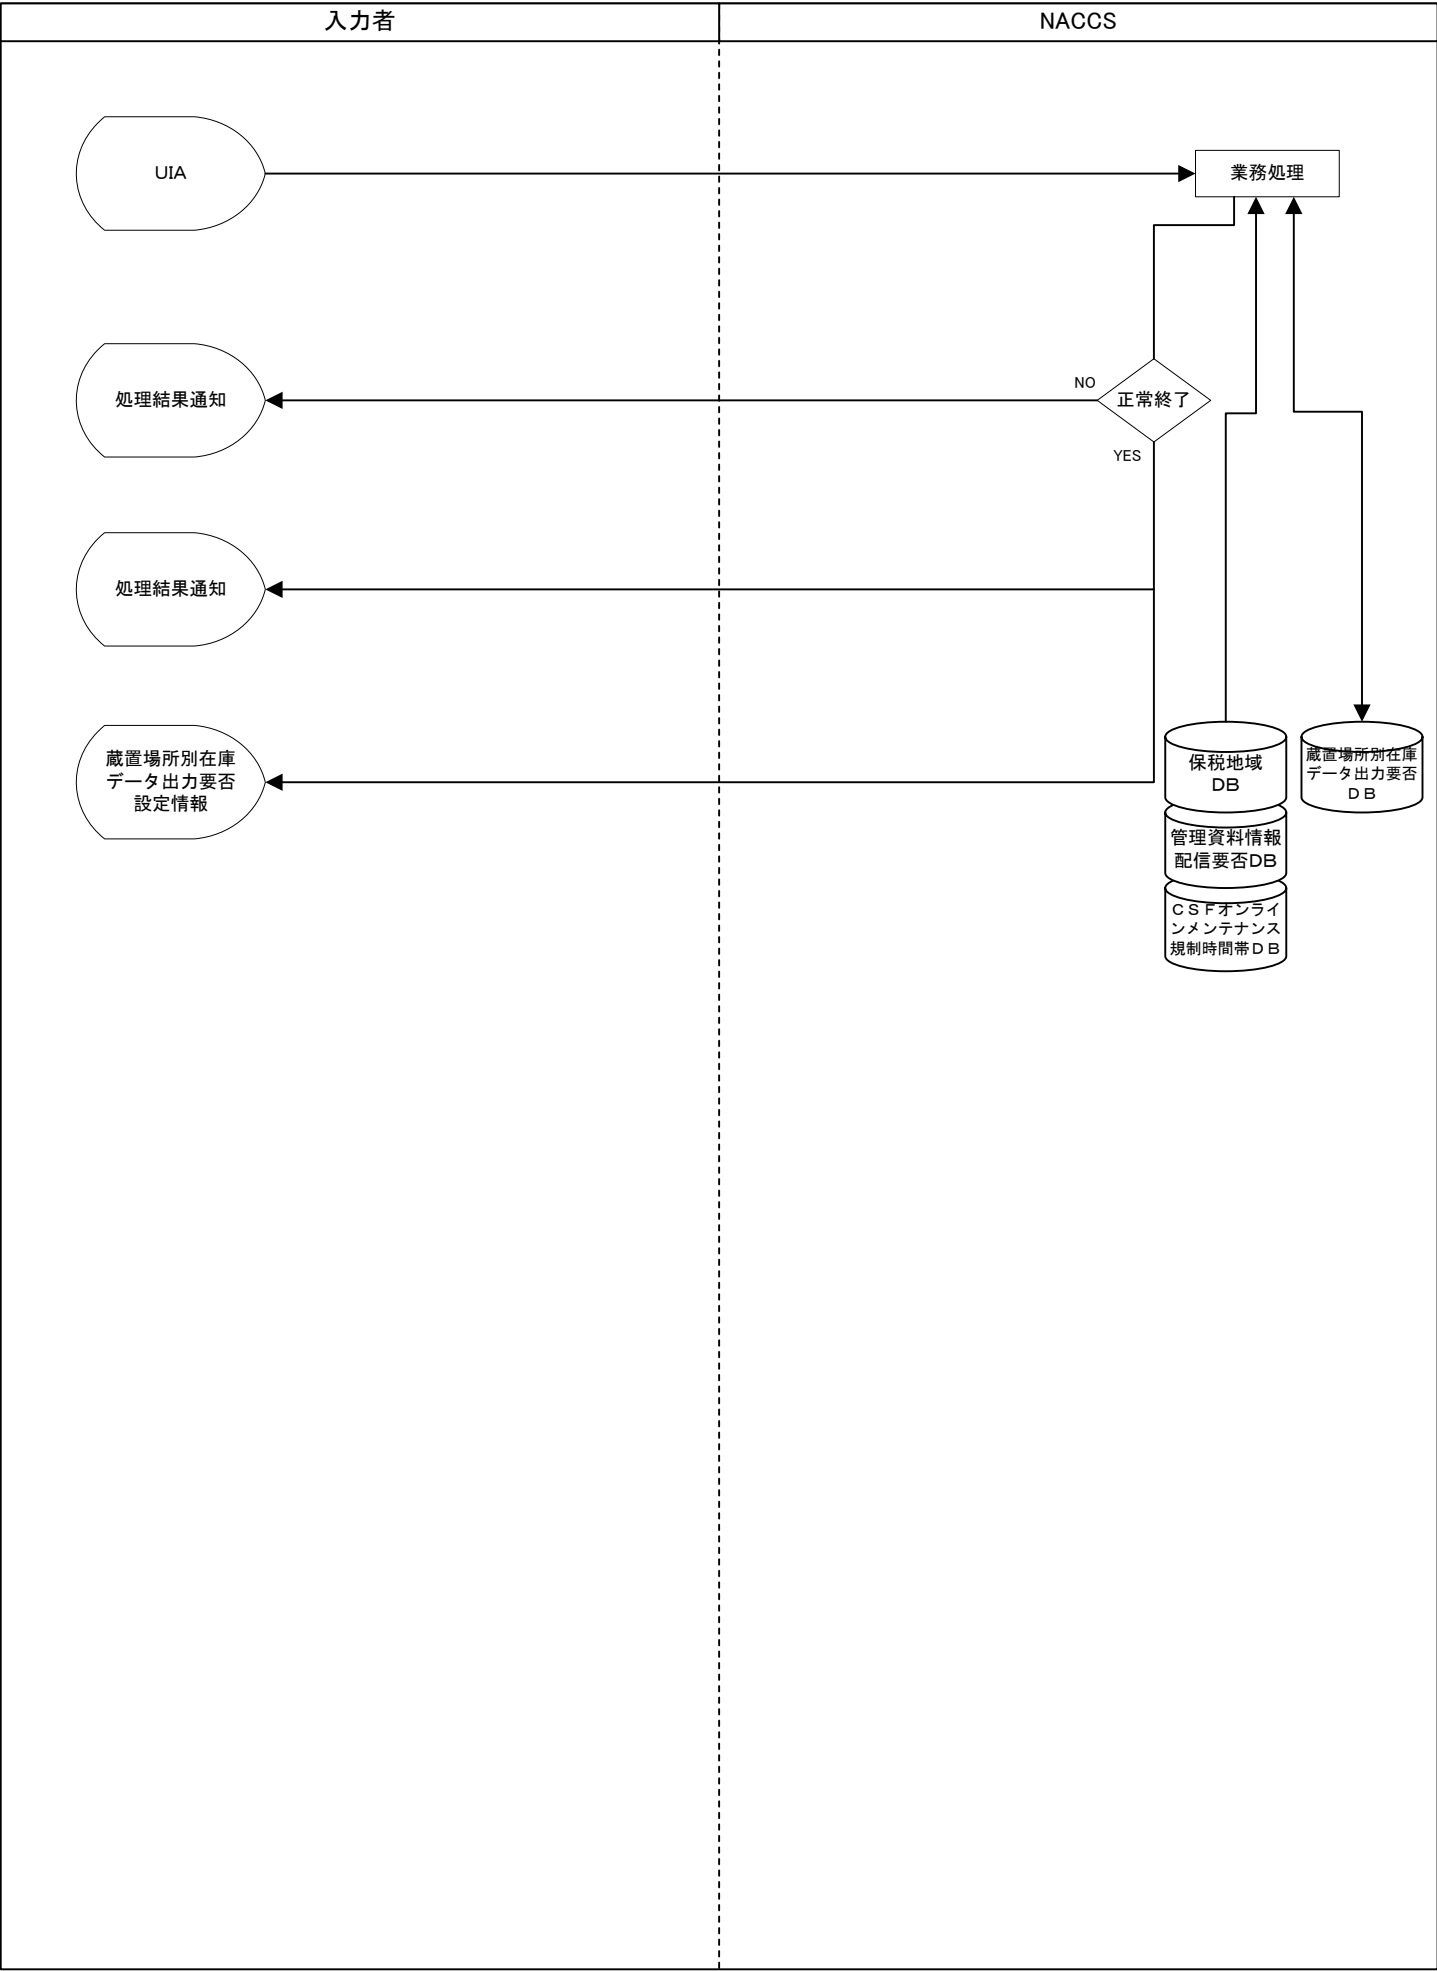 入力者
NACCS
UIA
業務処理
処理結果通知
NO
正常終了
YES
処理結果通知
蔵置場所別在庫
データ出力要否
設定情報
保税地域
DB
蔵置場所別在庫
データ出力要否
ＤＢ
管理資料情報
配信要否DB
ＣＳＦオンライ
ンメンテナンス
規制時間帯ＤＢ